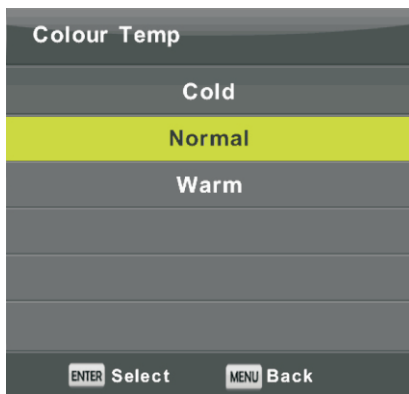 Colour Temp
Cold
Normal
Warm
ENTER Select MENU Back